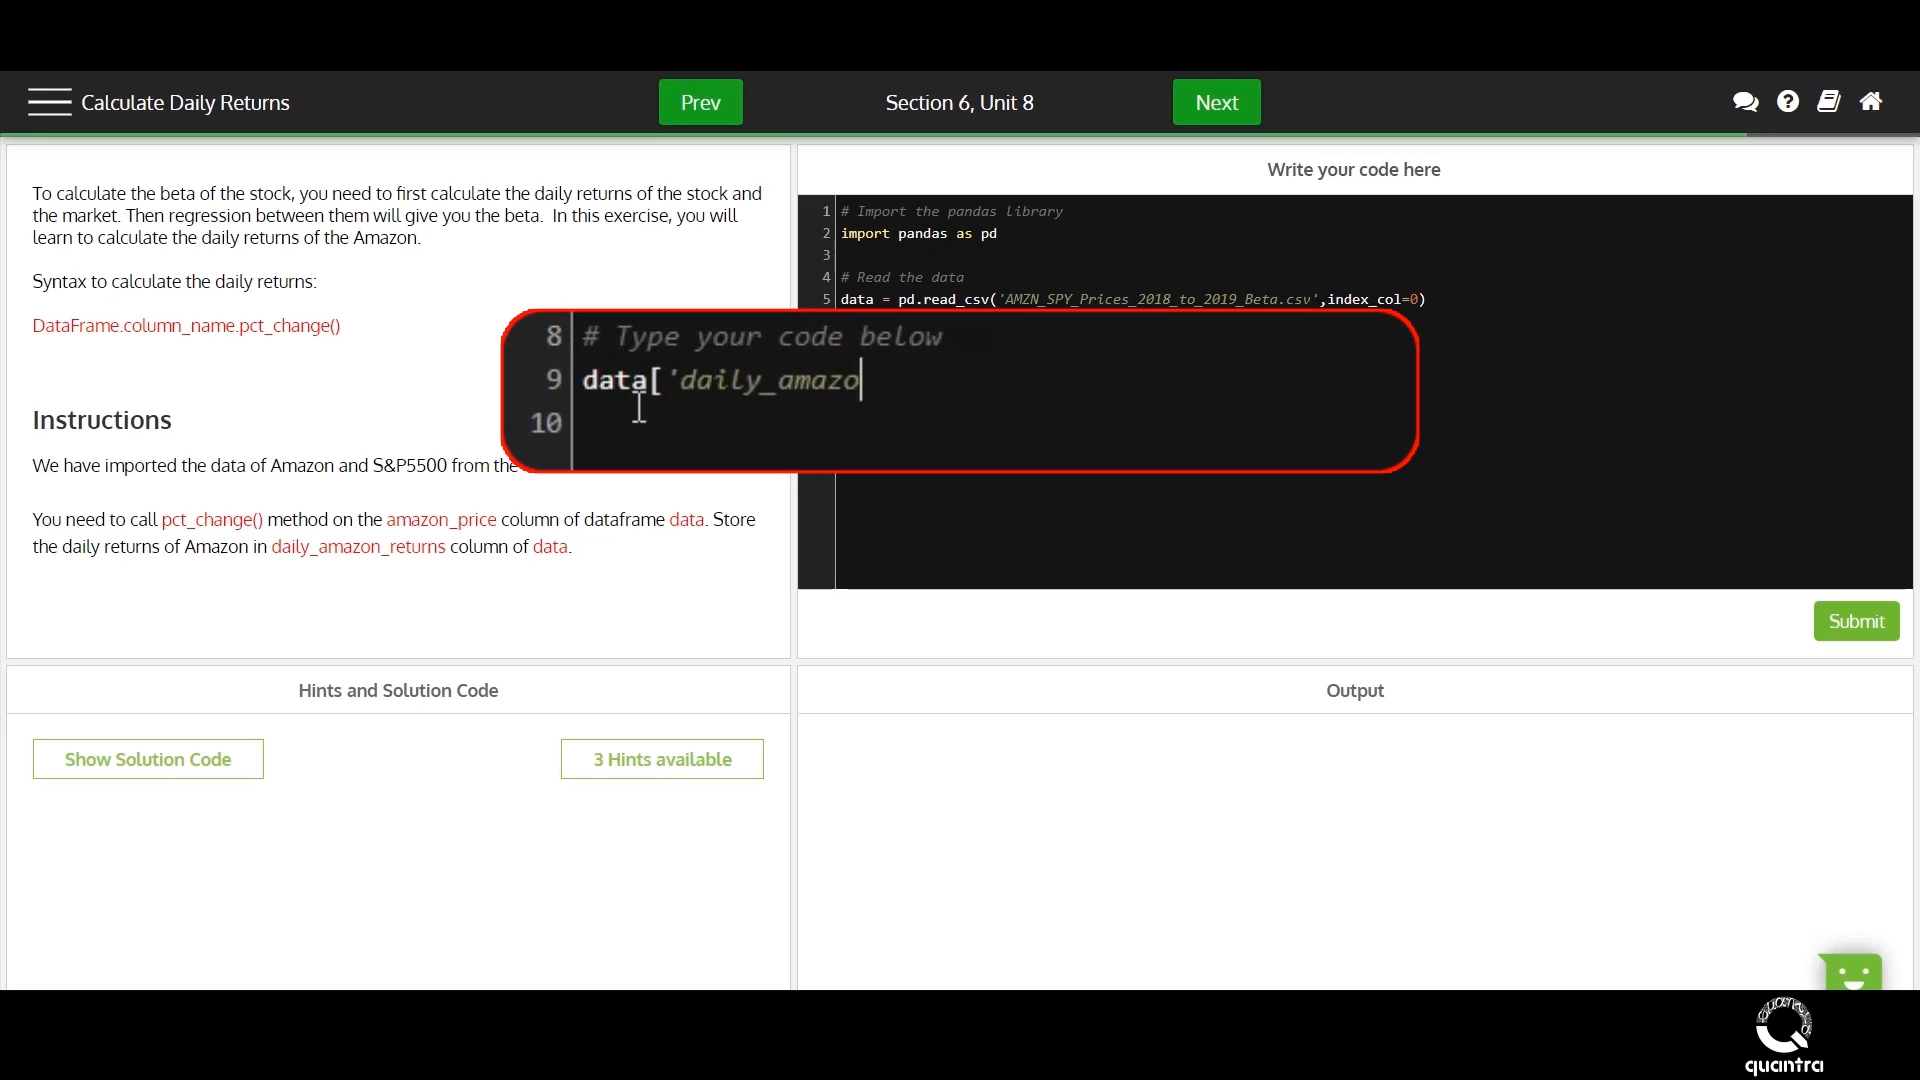 Calculate Daily Returns
Prev
Section 6, Unit 8
Next
To calculate the beta of the stock, you need to first calculate the daily returns of the stock and
the market. Then regression between them will give you the beta.  In this exercise, you will
learn to calculate the daily returns of the Amazon.
Syntax to calculate the daily returns:
DataFrame.column_name.pct_change()
Instructions
We have imported the data of Amazon and S&P5500 from the
You need to call pct_change() method on the amazon_price column of dataframe data. Store
the daily returns of Amazon in daily_amazon_returns column of data.
Write your code here
1 # Import the pandas library
2 import pandas as pd
3
4 # Read the data
5 data = pd.read_csv('AMZN_SPY_Prices_2018_to_2019_Beta.csv',index_col=0)
8 # Type your code below
9 data['daily_amazo
10
Submit
Hints and Solution Code
Show Solution Code
3 Hints available
Output
quantra